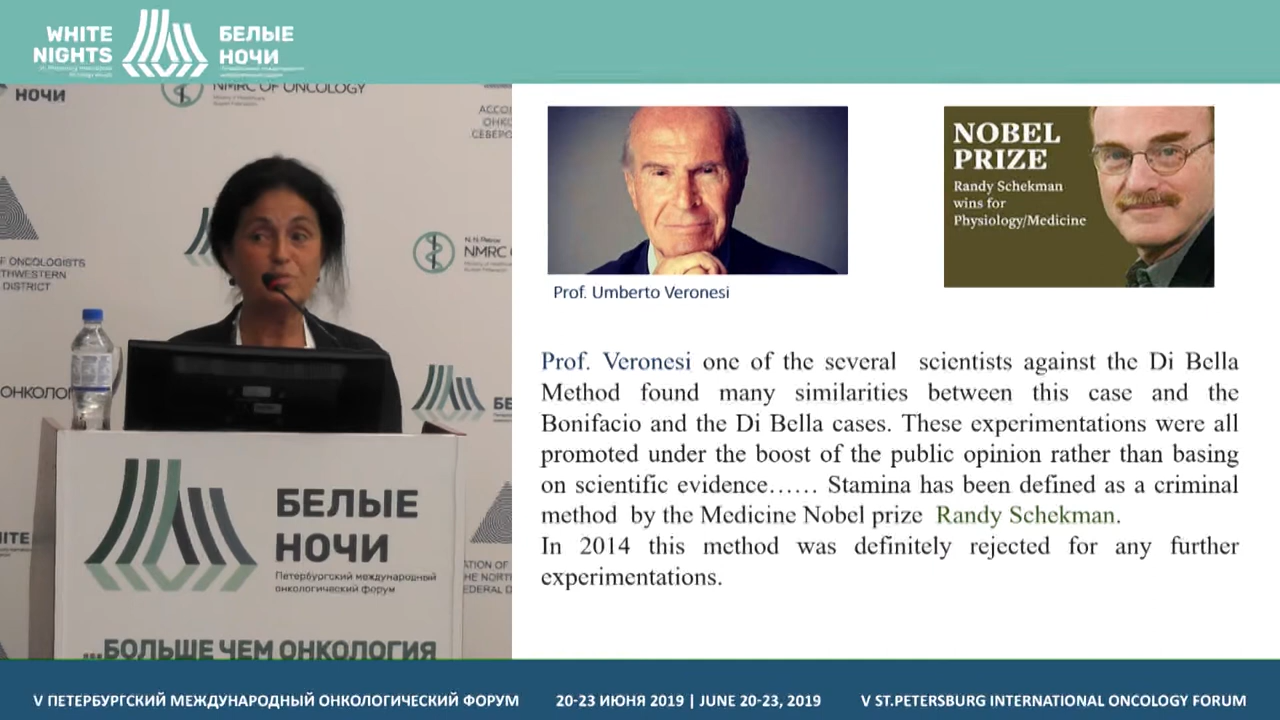 WHITE
NIGHTS
БЕЛЫЕ
НОЧИ
НОЧИ
NMRC OF ONCOLOGY
NOBEL
PRIZE
Randy Schekman
wins for
Physiology/Medicine
Prof. Umberto Veronesi
F ONCOLOGISTS
THWESTERN
DISTRICT
N.N. Petrov
NMRC
ОНКОЛОГ
БЕ
Prof. Veronesi one of the several scientists against the Di Bella
Method found many similarities between this case and the
Bonifacio and the Di Bella cases. These experimentations were all
promoted under the boost of the public opinion rather than basing
on scientific evidence…… Stamina has been defined as a criminal
method by the Medicine Nobel prize Randy Schekman.
In 2014 this method was definitely rejected for any further
experimentations.
БЕЛЫЕ
НОЧИ
Петербургский международный
онкологический форум
...БОЛЬШЕ ЧЕМ ОНКОЛОГИЯ
V ПЕТЕРБУРГСКИЙ МЕЖДУНАРОДНЫЙ ОНКОЛОГИЧЕСКИЙ ФОРУМ
20-23 ИЮНЯ 2019 | JUNE 20-23, 2019
V ST.PETERSBURG INTERNATIONAL ONCOLOGY FORUM